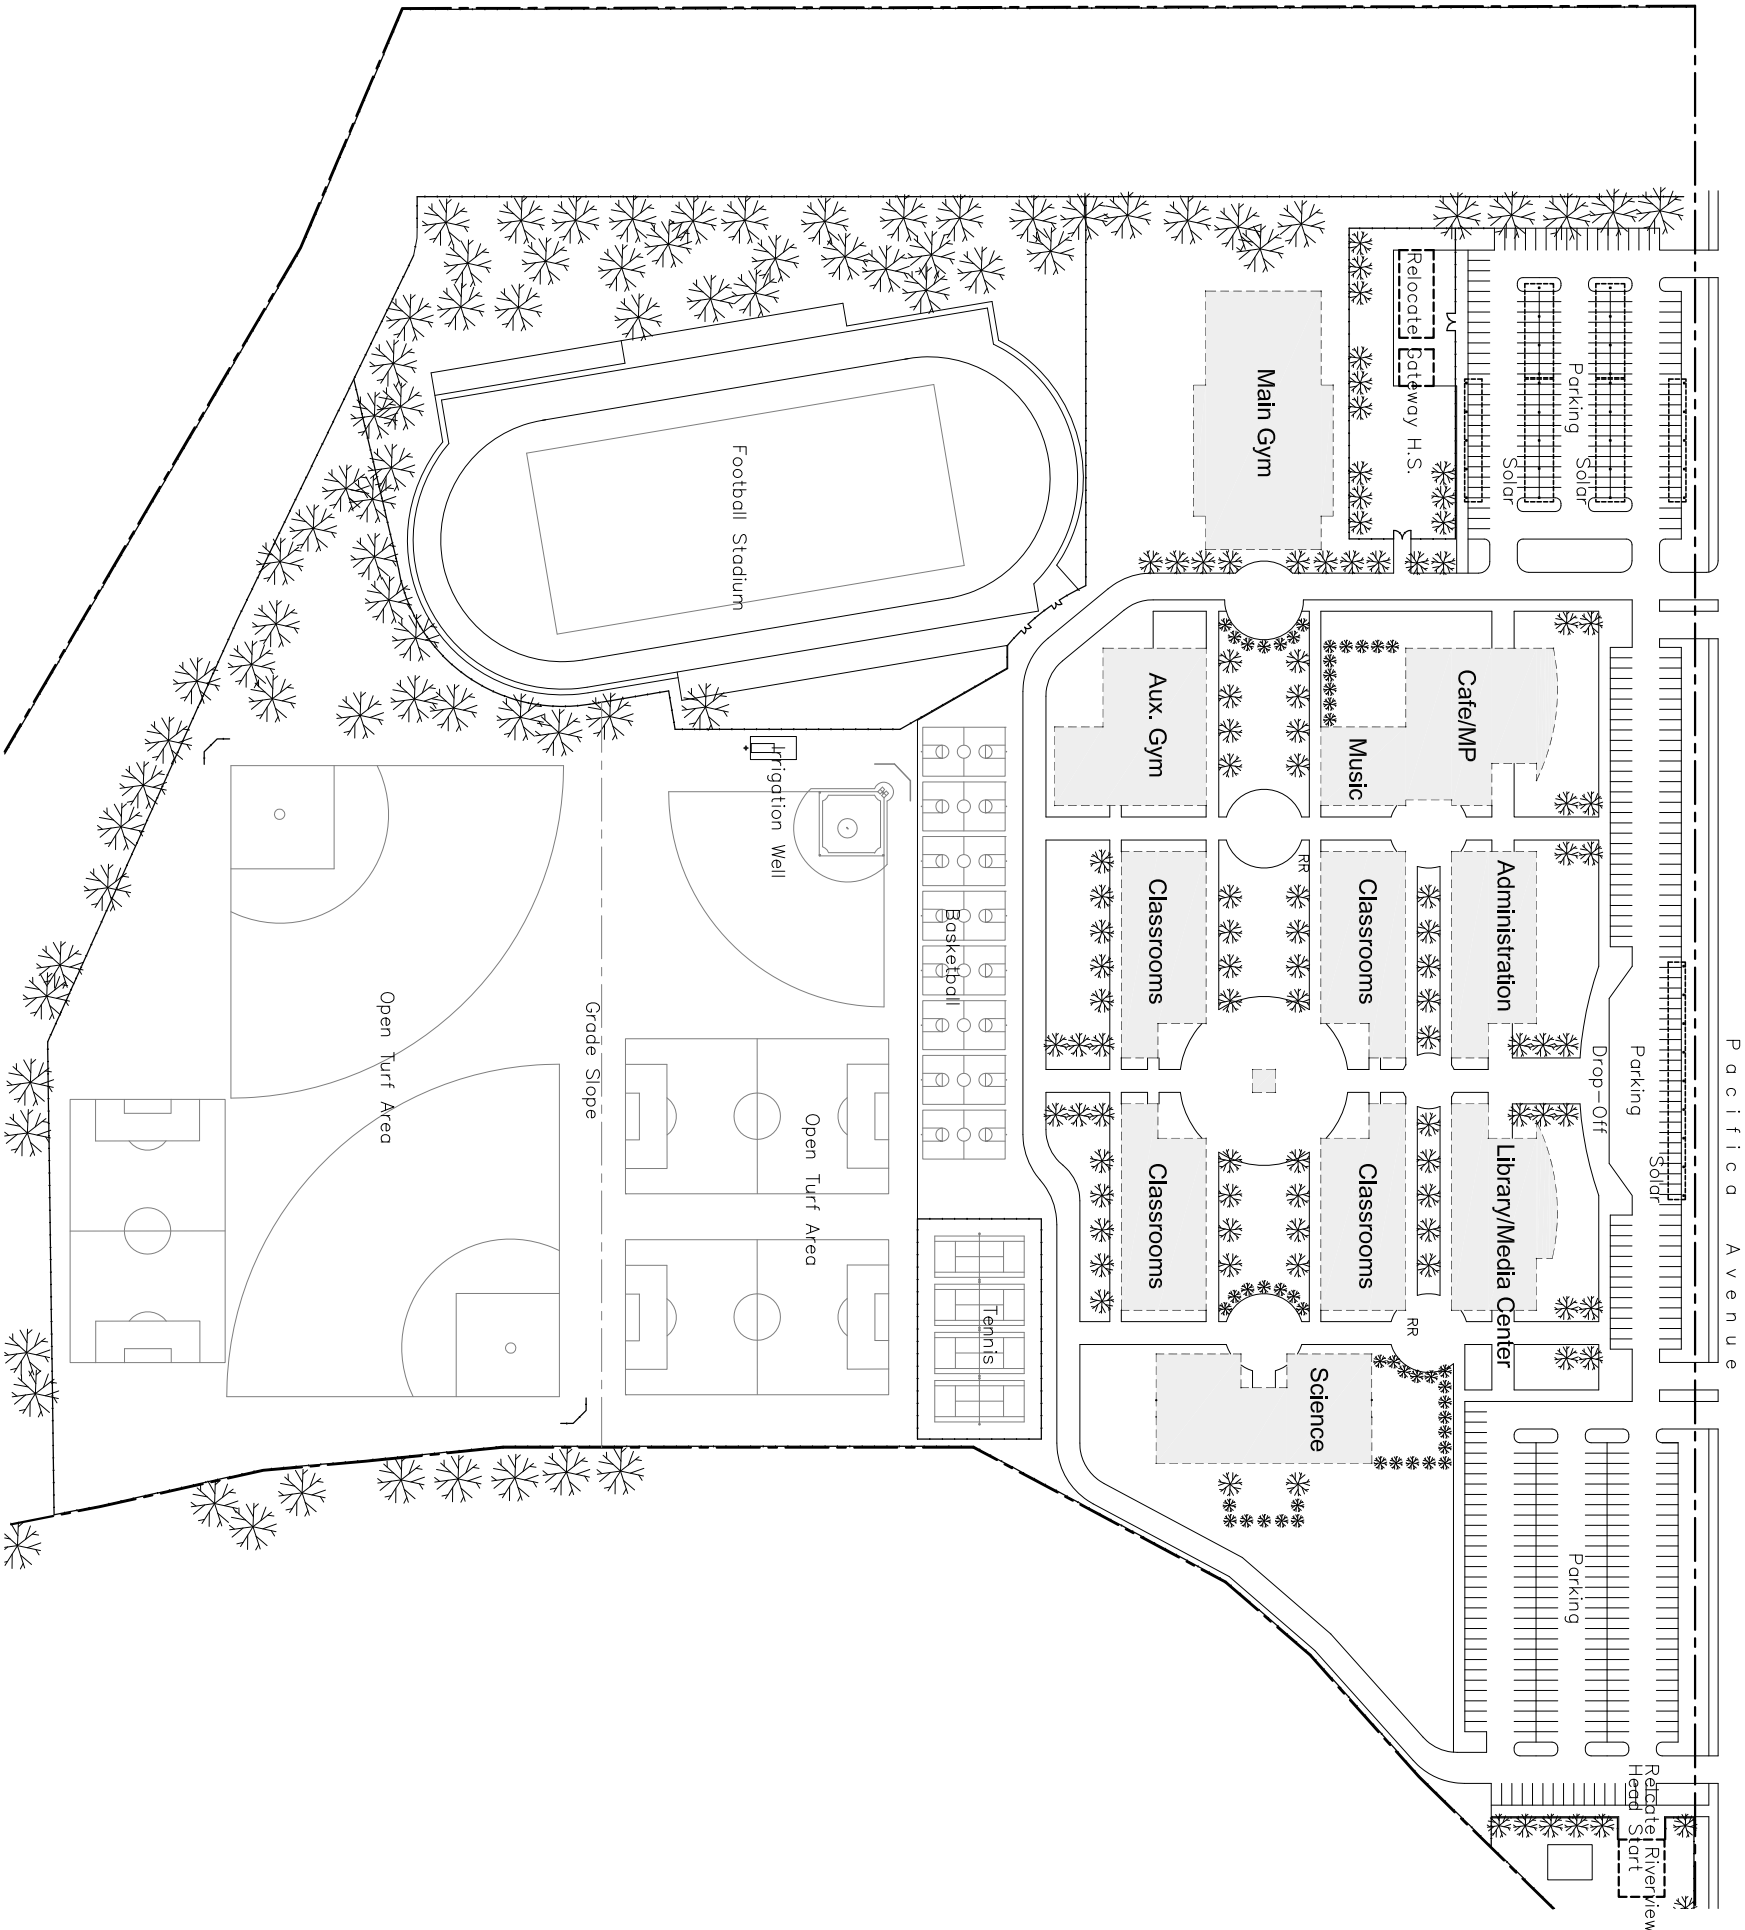 Relocatel Gateway H.S.
Parking
Solar
Solar
Main Gym
Football Stadium
Cafe/MP
Music
Aux. Gym
Irrigation Well
RR
Administration
Classrooms
Classrooms
Basketball
Open Turf Area
Grade Slope
Open Turf Area
Pacifica Avenue
Parking
Drop-Off
Solar
Library/Media Center
Classrooms
Classrooms
RR
Tennis
Science
Parking
Relcate Riverview
Head Start